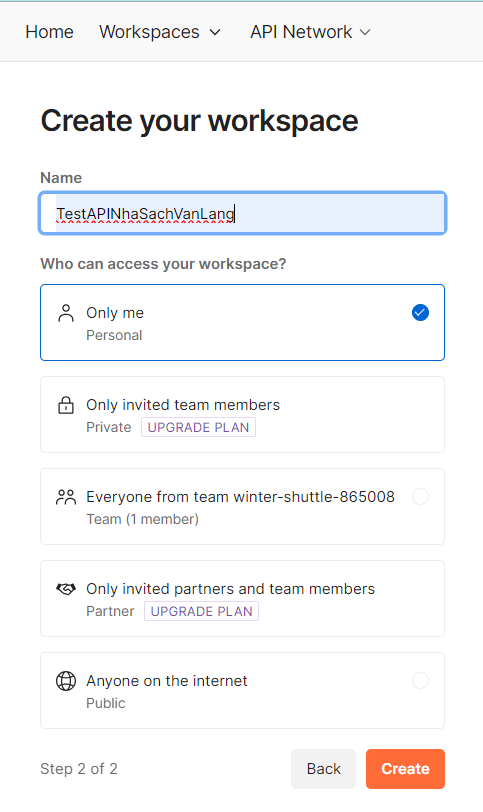 Home Workspaces API Network
Create your workspace
Name
TestAPINhaSachVanLang
Who can access your workspace?
Only me
Personal
Only invited team members
Private UPGRADE PLAN
Everyone from team winter-shuttle-865008
Team (1 member)
Only invited partners and team members
Partner UPGRADE PLAN
Anyone on the internet
Public
Step 2 of 2 Back Create